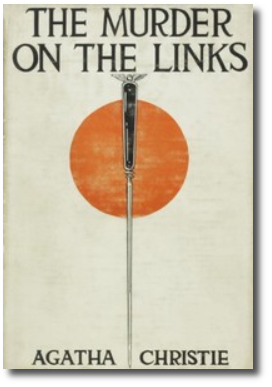 THE MURDER
ON THE LINKS
AGATHA CHRISTIE